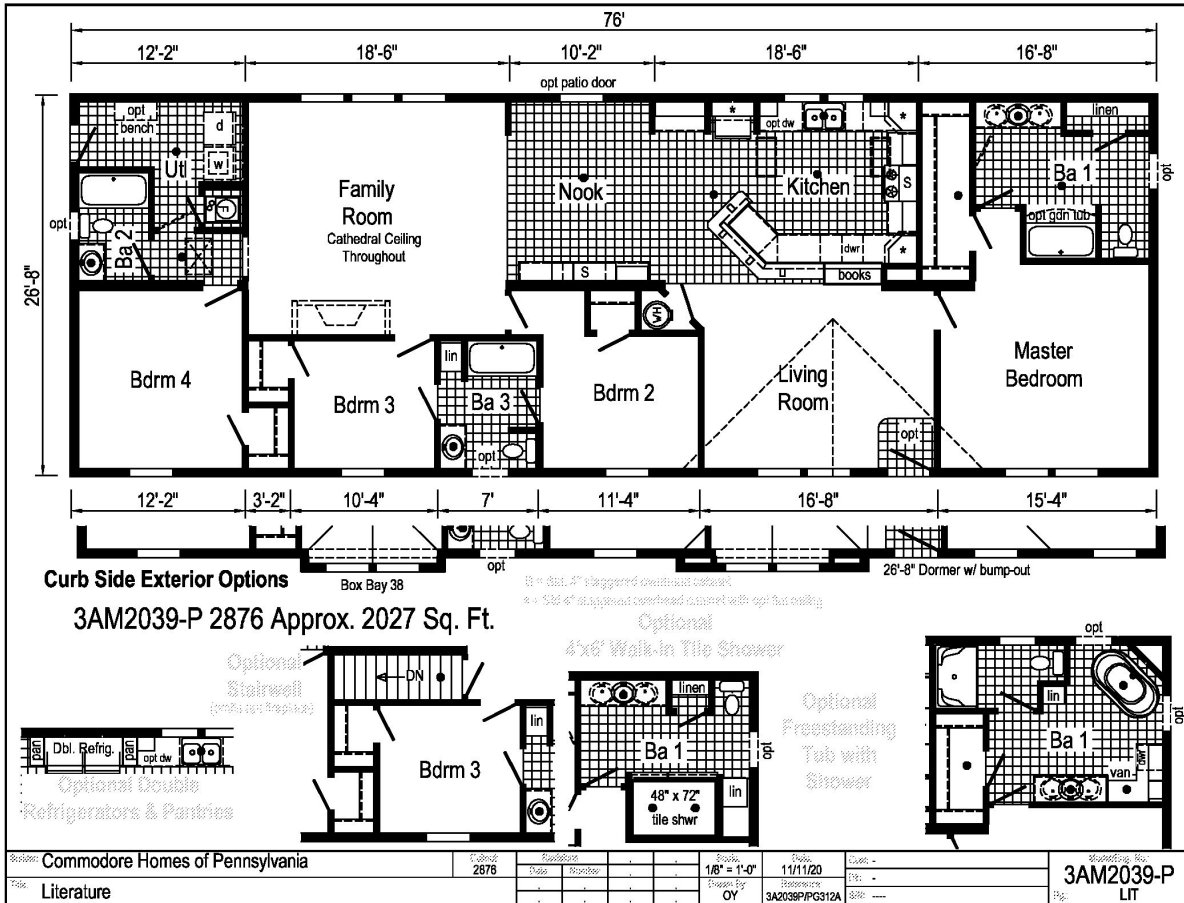 76'
12'-2" 18'-6" 10'-2" 18'-6" 16'-8"
opt patio door
26'-8"
opt
bench
d
w
Utl
F
opt
Ba 2
X
Family
Room
Cathedral Ceiling
Throughout
Nook
S
opt dw
*
*
Kitchen
S
dwr
*
books
linen
Ba 1
opt
opt gdn tub
Bdrm 4
Bdrm 3
lin
Ba 3
opt
Bdrm 2
WH
Living
Room
opt
Master
Bedroom
12'-2" 3'-2" 10'-4" 7' 11'-4" 16'-8" 15'-4"
opt
Curb Side Exterior Options
Box Bay 38
26'-8" Dormer w/ bump-out
3AM2039-P 2876 Approx. 2027 Sq. Ft.
Optional
Stairwell
DN
Bdrm 3
lin
Optional
4'x6' Walk-In Tile Shower
linen
Ba 1
opt
48" x 72"
tile shwr
lin
Optional
Freestanding
Tub with
Shower
opt
lin
opt
Ba 1
dwr
van
pan
Dbl. Refrig.
pan
opt dw
Optional Double
Refrigerators & Pantries
Commodore Homes of Pennsylvania
2876
1/8" = 1'-0"
11/11/20
3AM2039-P
Literature
OY
3A2039P/PG312A
LIT